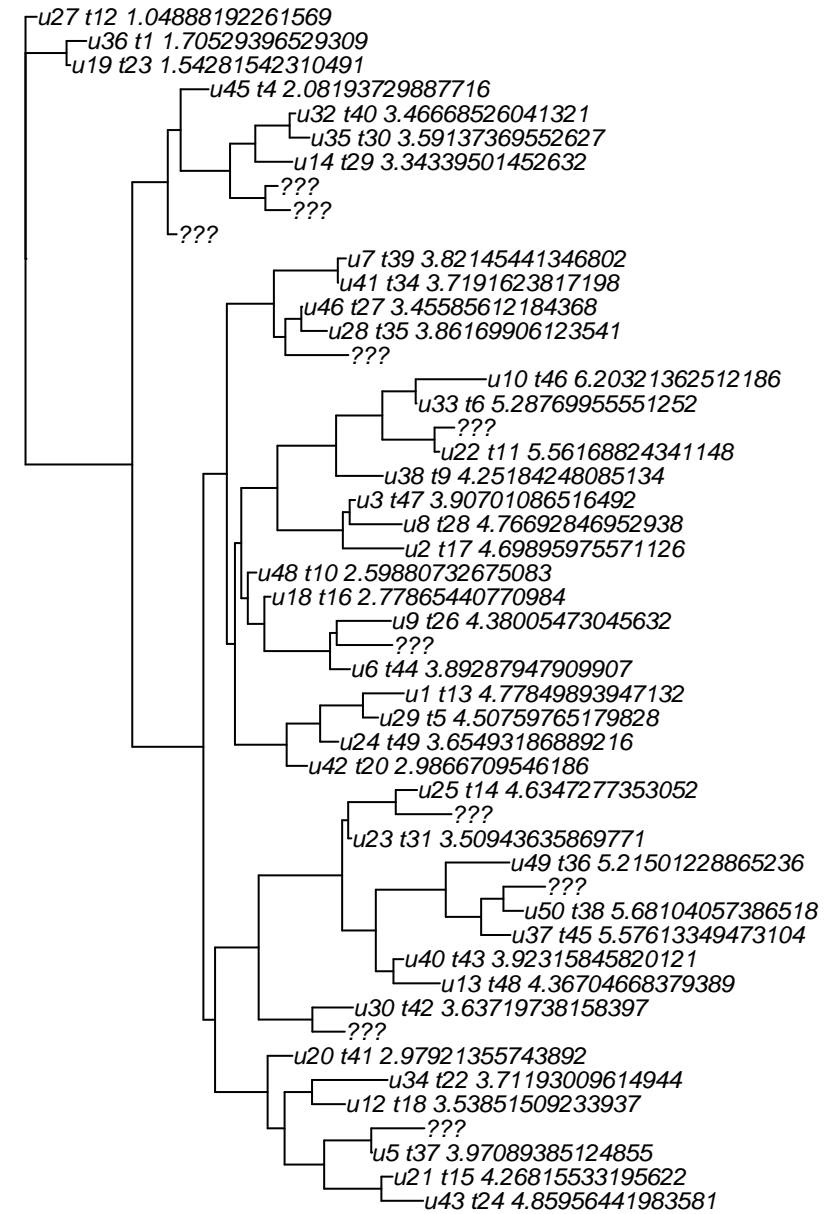 u27 t12 1.04888192261569
u36 t1 1.70529396529309
u19 t23 1.54281542310491
u45 t4 2.08193729887716
u32 t40 3.46668526041321
u35 t30 3.59137369552627
u14 t29 3.34339501452632
???
???
???
u7 t39 3.82145441346802
u41 t34 3.7191623817198
u46 t27 3.45585612184368
u28 t35 3.86169906123541
???
u10 t46 6.20321362512186
u33 t6 5.28769955551252
???
u22 t11 5.56168824341148
u38 t9 4.25184248085134
u3 t47 3.90701086516492
u8 t28 4.76692846952938
u2 t17 4.69895975571126
u48 t10 2.59880732675083
u18 t16 2.77865440770984
u9 t26 4.38005473045632
???
u6 t44 3.89287947909907
u1 t13 4.77849893947132
u29 t5 4.50759765179828
u24 t49 3.65493186889216
u42 t20 2.9866709546186
u25 t14 4.6347277353052
???
u23 t31 3.50943635869771
u49 t36 5.21501228865236
???
u50 t38 5.68104057386518
u37 t45 5.57613349473104
u40 t43 3.92315845820121
u13 t48 4.36704668379389
u30 t42 3.63719738158397
???
u20 t41 2.97921355743892
u34 t22 3.71193009614944
u12 t18 3.53851509233937
???
u5 t37 3.97089385124855
u21 t15 4.26815533195622
u43 t24 4.85956441983581